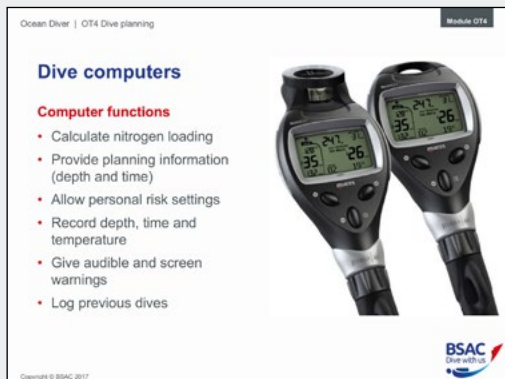 Ocean Diver | OT4 Dive planning
Module OT4
Dive computers
Computer functions
• Calculate nitrogen loading
• Provide planning information
(depth and time)
• Allow personal risk settings
• Record depth, time and
temperature
• Give audible and screen
warnings
• Log previous dives
BSAC
Dive with us
Copyright © BSAC 2017